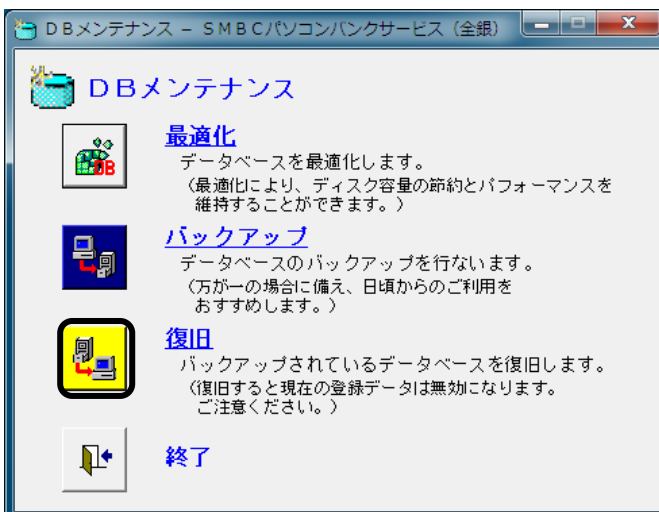 DBメンテナンス － SMBCパソコンバンクサービス（全銀）
DBメンテナンス
最適化
データベースを最適化します。
（最適化により、ディスク容量の節約とパフォーマンスを
維持することができます。）
バックアップ
データベースのバックアップを行ないます。
（万が一の場合に備え、日頃からのご利用を
おすすめします。）
復旧
バックアップされているデータベースを復旧します。
（復旧すると現在の登録データは無効になります。
ご注意ください。）
終了
DB